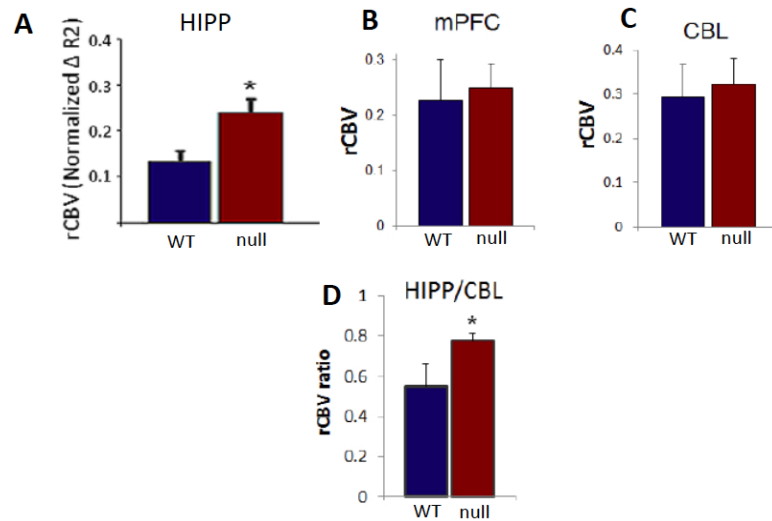 A
HIPP
rCBV (Normalized Δ R2)
0.4
0.3
0.2
0.1
*
WT
null
B
mPFC
rCBV
0.3
0.2
0.1
0
WT
null
C
CBL
rCBV
0.4
0.3
0.2
0.1
0
WT
null
D
HIPP/CBL
rCBV ratio
1
0.8
0.6
0.4
0.2
0
*
WT
null